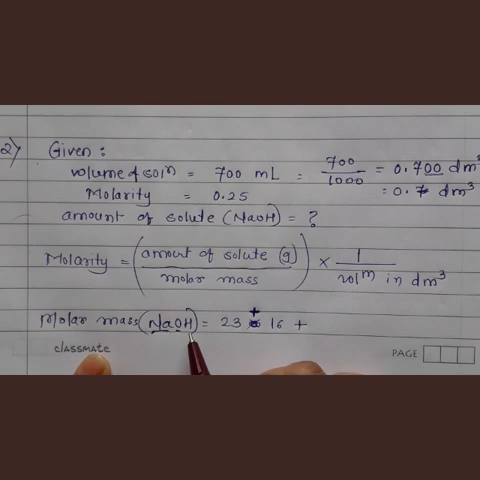 2) Given :
volume of solⁿ = 700 mL = 700/1000 = 0.700 dm³
Molarity = 0.25 = 0.7 dm³
amount of solute (NaOH) = ?
Molarity = (amount of solute (g) / molar mass) × 1 / volᵐ in dm³
Molar mass (NaOH) = 23 + 16 +
classmate
PAGE